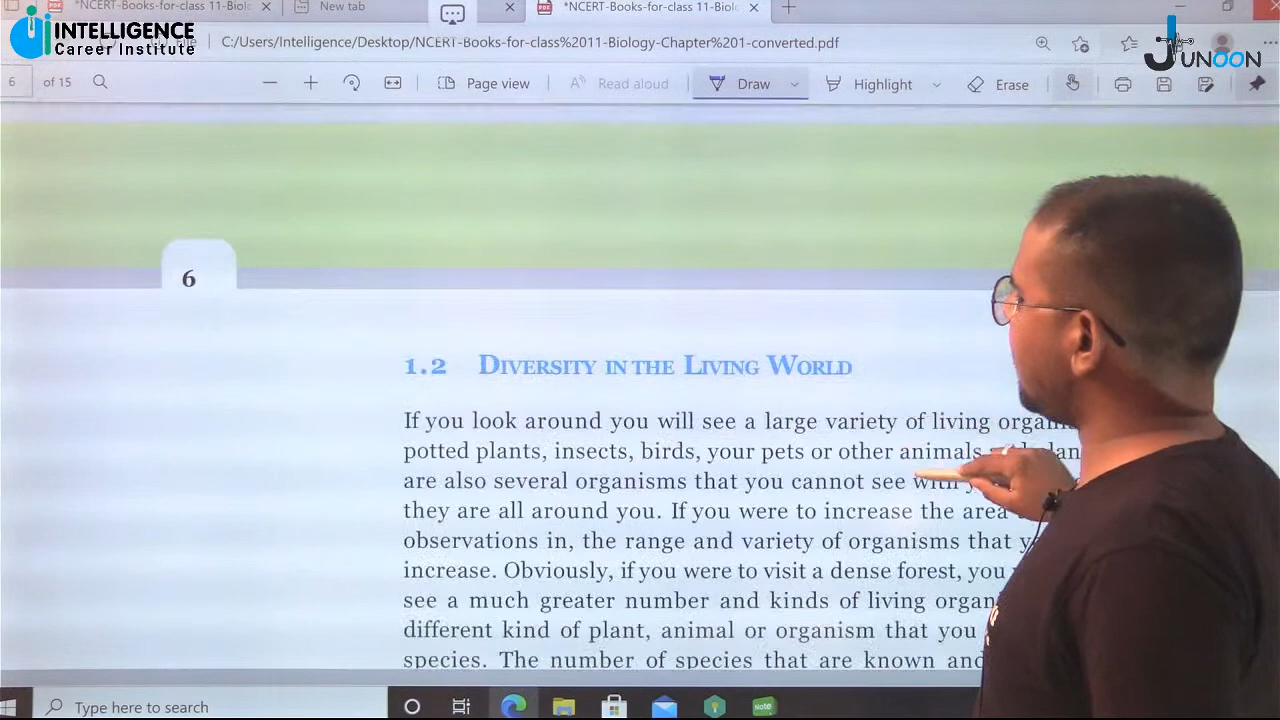 *NCERT-Books-for class 11-Biol
New tab
*NCERT-Books-for class 11-Biol
INTELLIGENCE
Career Institute
C:/Users/Intelligence/Desktop/NCERT-Books-for-class%2011-Biology-Chapter%201-converted.pdf
JUNOON
6 of 15
Page view
Read aloud
Draw
Highlight
Erase
6
1.2 DIVERSITY IN THE LIVING WORLD
If you look around you will see a large variety of living
potted plants, insects, birds, your pets or other animals
are also several organisms that you cannot see with
they are all around you. If you were to increase the area
observations in, the range and variety of organisms that
increase. Obviously, if you were to visit a dense forest, you
see a much greater number and kinds of living
different kind of plant, animal or organism that you
species. The number of species that are known and
Type here to search
Note